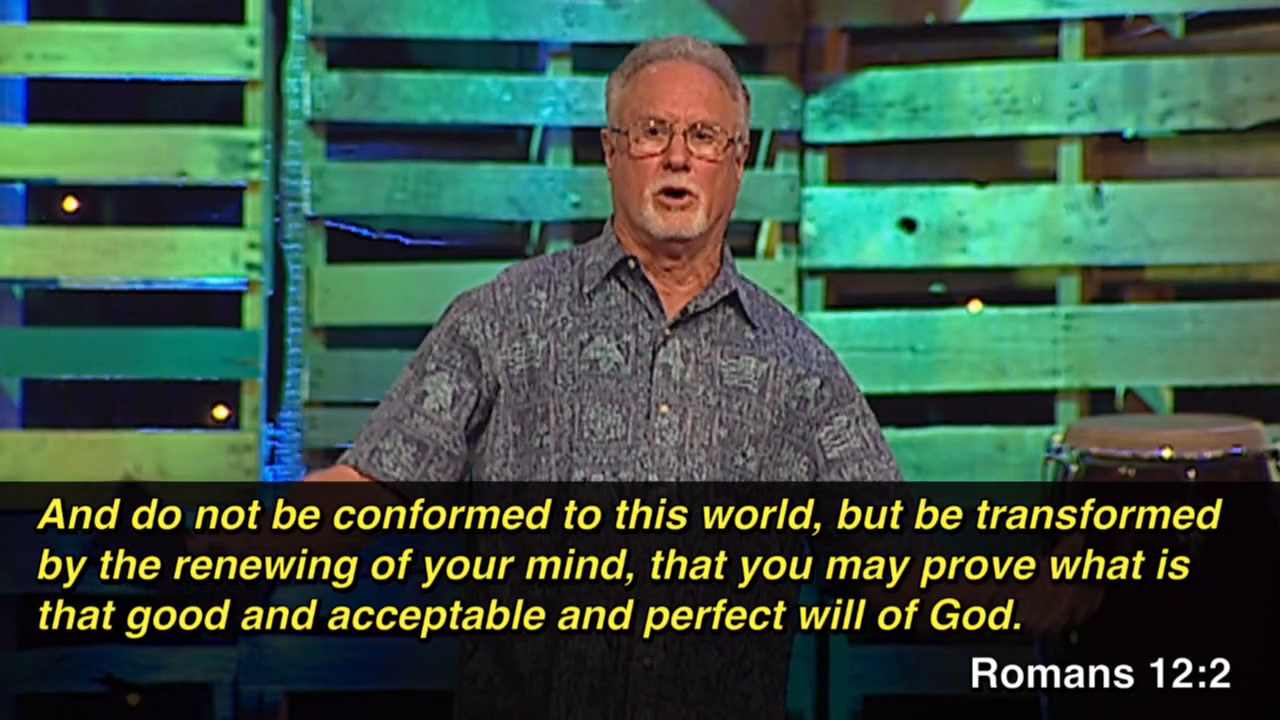 And do not be conformed to this world, but be transformed
by the renewing of your mind, that you may prove what is
that good and acceptable and perfect will of God.
Romans 12:2